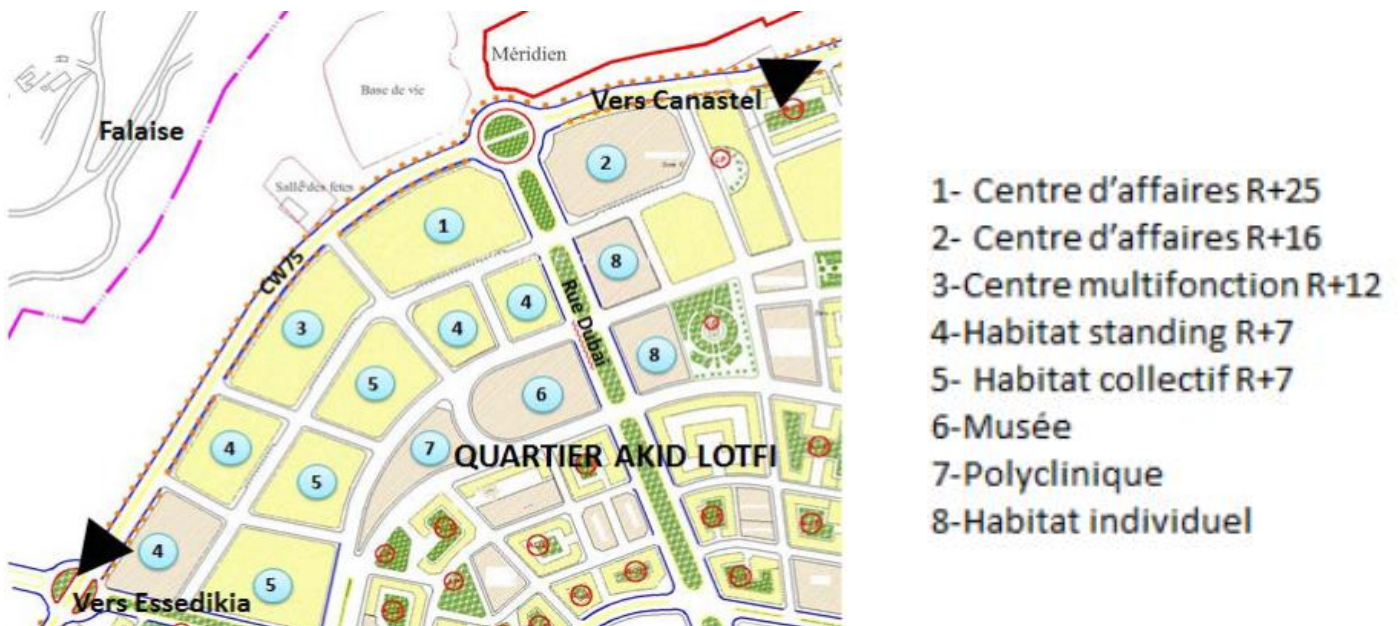 Méridien
Base de vie
Vers Canastel
Falaise
2
Salle des fetes
1
8
CW75
4
Rue Dubai
3
4
8
5
6
4
7
QUARTIER AKID LOTFI
5
4
5
Vers Essedikia
1- Centre d'affaires R+25
2- Centre d'affaires R+16
3-Centre multifonction R+12
4-Habitat standing R+7
5- Habitat collectif R+7
6-Musée
7-Polyclinique
8-Habitat individuel